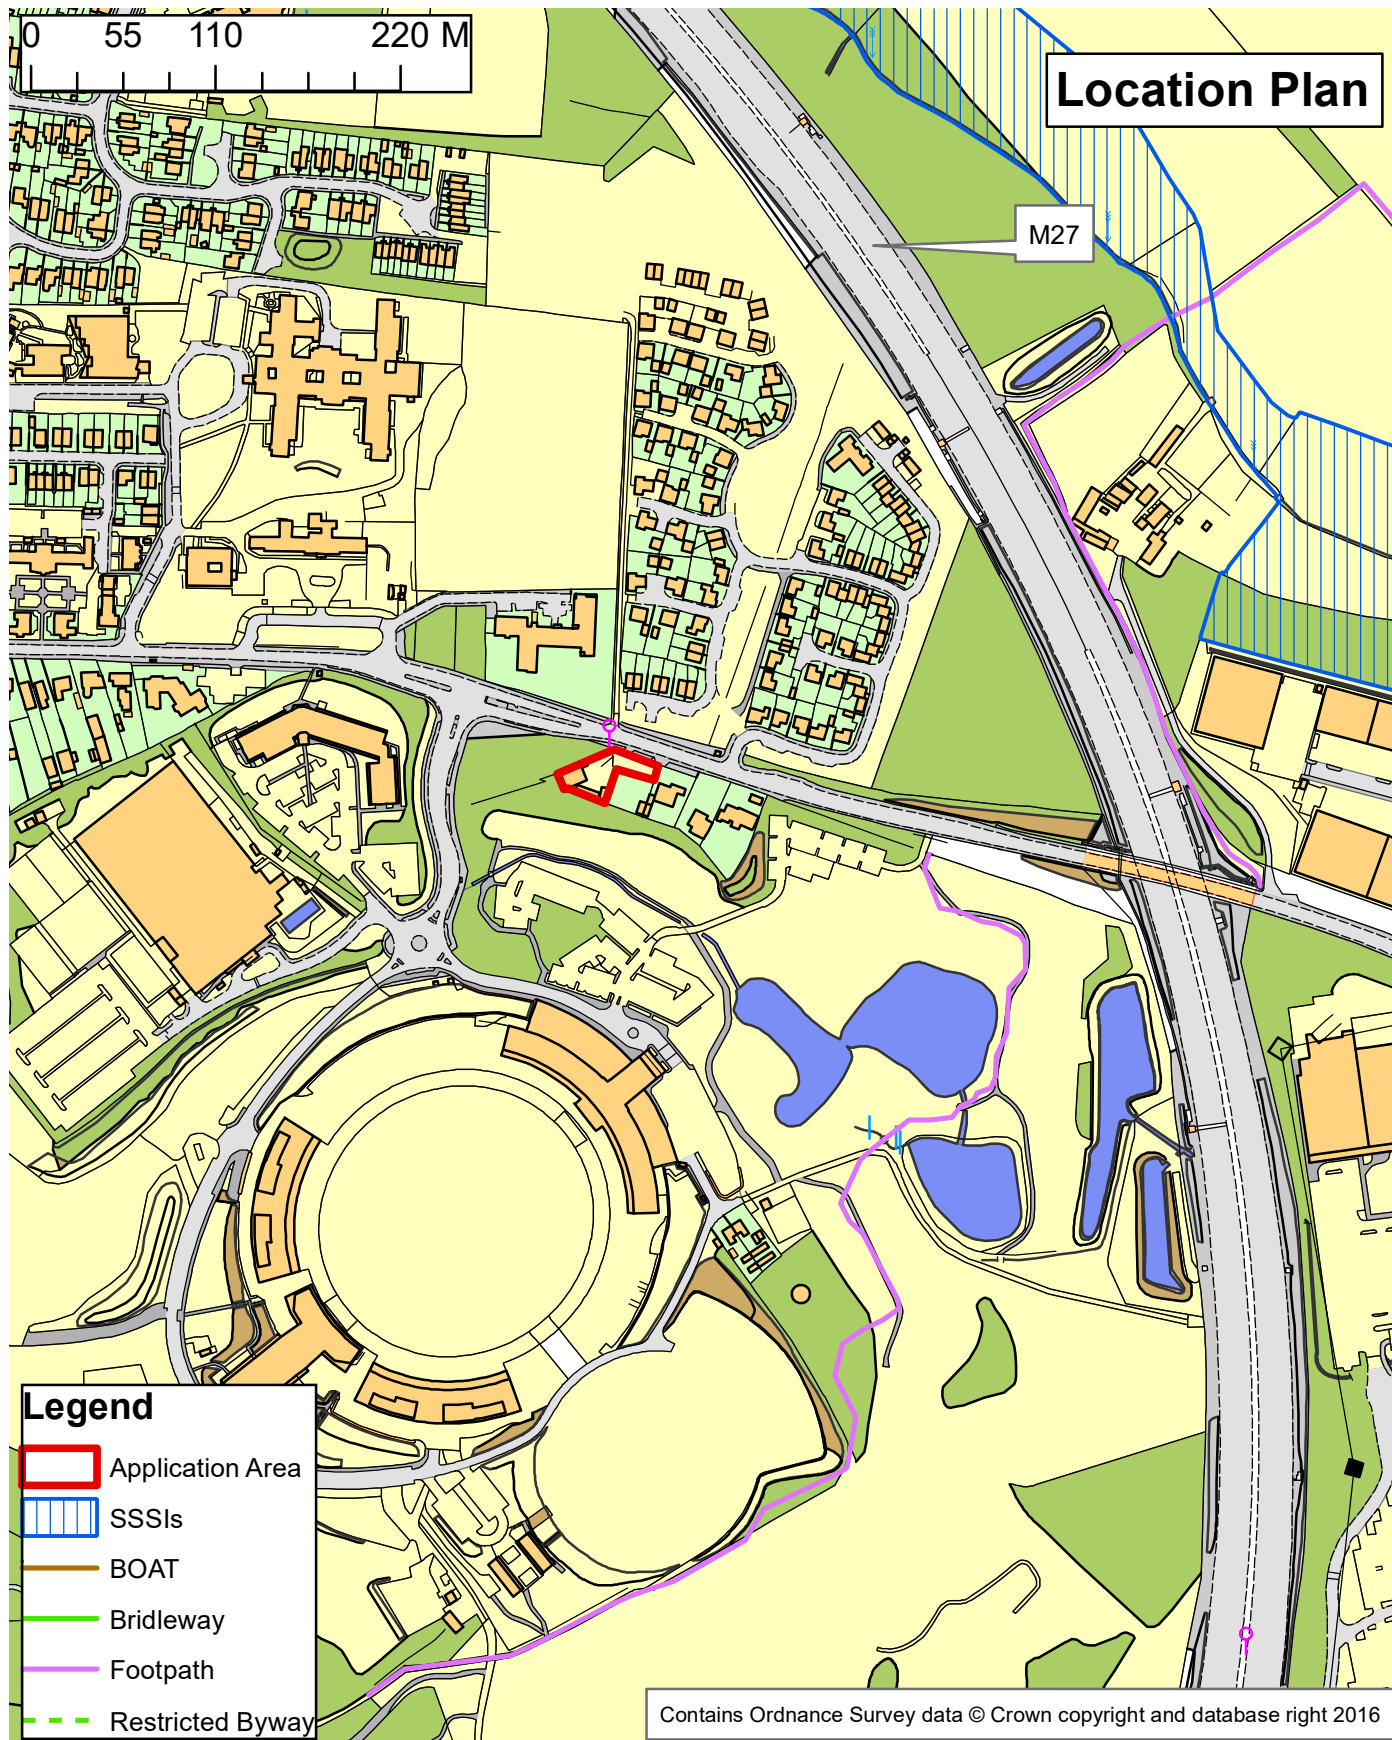 0 55 110 220 M
Location Plan
M27
Legend
Application Area
SSSIs
BOAT
Bridleway
Footpath
Restricted Byway
Contains Ordnance Survey data © Crown copyright and database right 2016